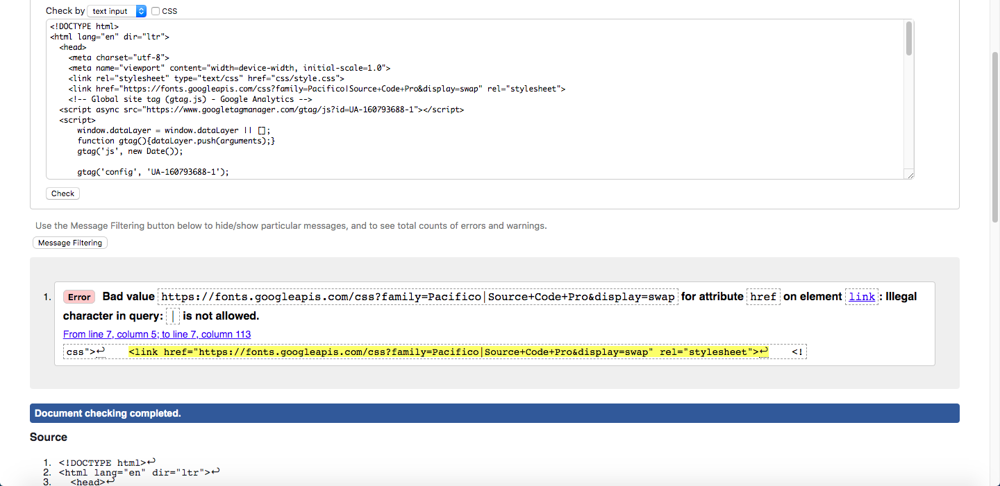 Check by text input CSS
<!DOCTYPE html>
<html lang="en" dir="ltr">
<head>
<meta charset="utf-8">
<meta name="viewport" content="width=device-width, initial-scale=1.0">
<link rel="stylesheet" type="text/css" href="css/style.css">
<link href="https://fonts.googleapis.com/css?family=Pacifico|Source+Code+Pro&display=swap" rel="stylesheet">
<!-- Global site tag (gtag.js) - Google Analytics -->
<script async src="https://www.googletagmanager.com/gtag/js?id=UA-160793688-1"></script>
<script>
window.dataLayer = window.dataLayer || [];
function gtag(){dataLayer.push(arguments);}
gtag('js', new Date());
gtag('config', 'UA-160793688-1');
Check
Use the Message Filtering button below to hide/show particular messages, and to see total counts of errors and warnings.
Message Filtering
1. Error Bad value https://fonts.googleapis.com/css?family=Pacifico|Source+Code+Pro&display=swap for attribute href on element link: Illegal
character in query: | is not allowed.
From line 7, column 5; to line 7, column 113
css">↩ <link href="https://fonts.googleapis.com/css?family=Pacifico|Source+Code+Pro&display=swap" rel="stylesheet">↩ <!
Document checking completed.
Source
1. <!DOCTYPE html>↩
2. <html lang="en" dir="ltr">↩
3. <head>↩